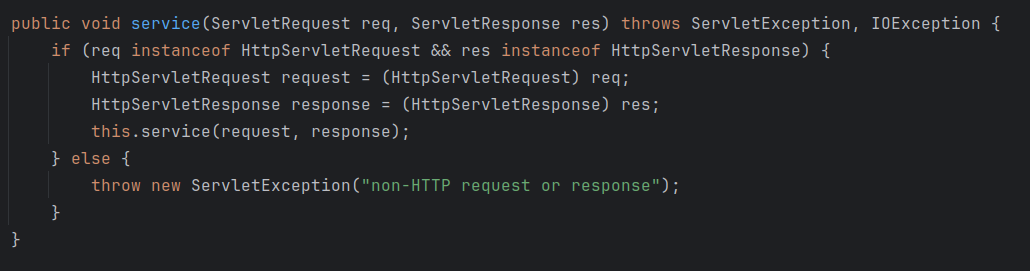 public void service(ServletRequest req, ServletResponse res) throws ServletException, IOException {
    if (req instanceof HttpServletRequest && res instanceof HttpServletResponse) {
        HttpServletRequest request = (HttpServletRequest) req;
        HttpServletResponse response = (HttpServletResponse) res;
        this.service(request, response);
    } else {
        throw new ServletException("non-HTTP request or response");
    }
}